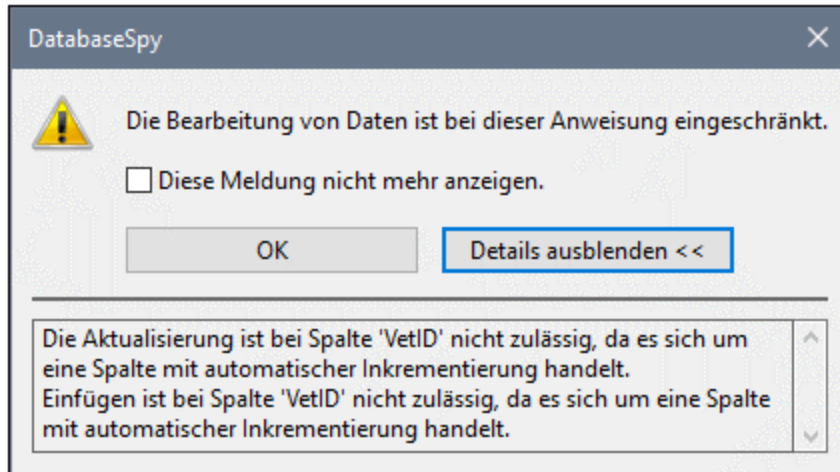 DatabaseSpy
Die Bearbeitung von Daten ist bei dieser Anweisung eingeschränkt.
Diese Meldung nicht mehr anzeigen.
OK
Details ausblenden <<
Die Aktualisierung ist bei Spalte 'VetID' nicht zulässig, da es sich um
eine Spalte mit automatischer Inkrementierung handelt.
Einfügen ist bei Spalte 'VetID' nicht zulässig, da es sich um eine Spalte
mit automatischer Inkrementierung handelt.